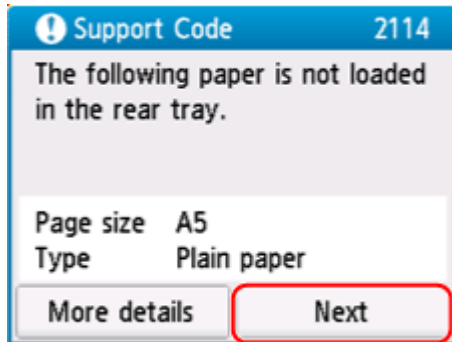 Support Code 2114
The following paper is not loaded
in the rear tray.
Page size A5
Type Plain paper
More details Next